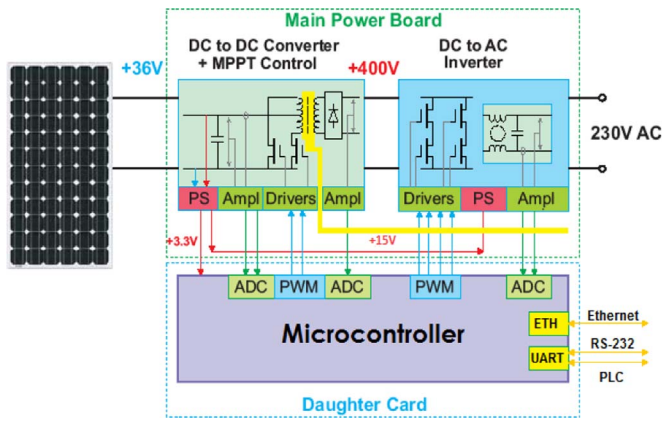 Main Power Board
DC to DC Converter
+ MPPT Control
DC to AC
Inverter
+36V
+400V
230V AC
PS
Ampl
Drivers
Ampl
Drivers
PS
Ampl
+3.3V
+15V
ADC
PWM
ADC
PWM
ADC
Microcontroller
ETH
UART
Ethernet
RS-232
PLC
Daughter Card